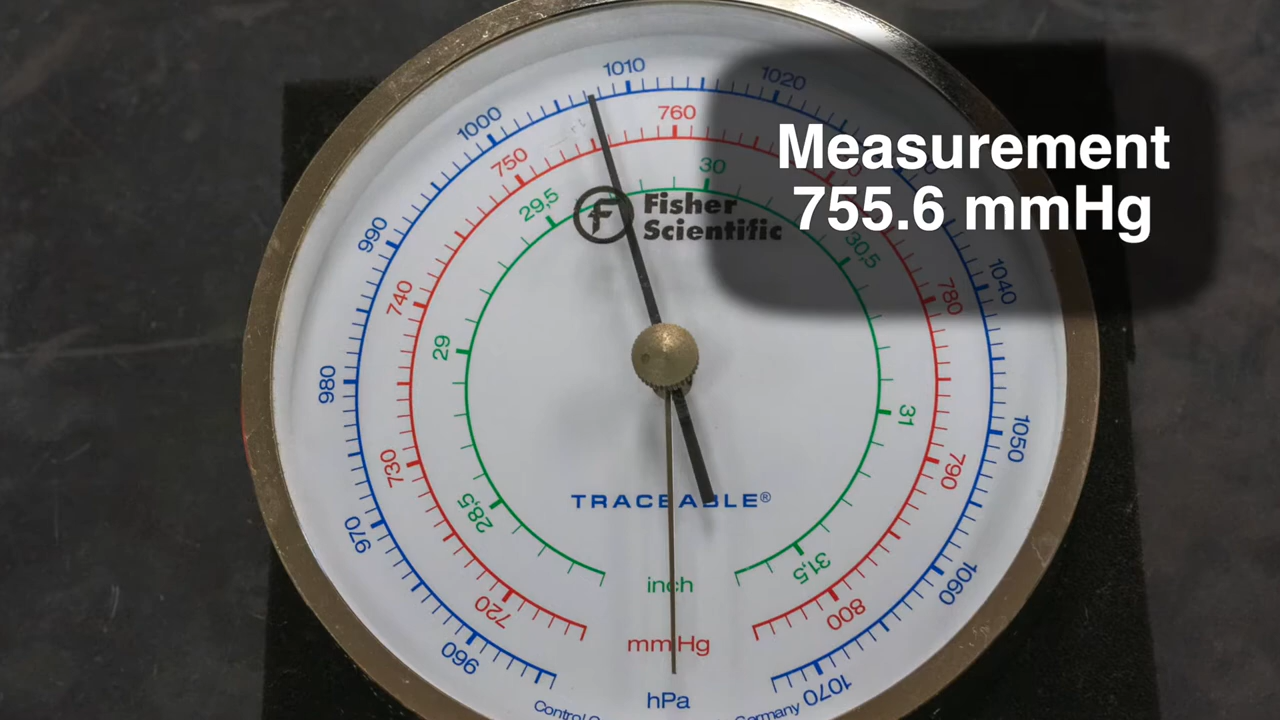 1010
1020
1000
760
Measurement
750
30
755.6 mmHg
29,5
Fisher
Scientific
990
30,5
1040
740
780
29
980
31
1050
730
790
28,5
TRACEABLE®
970
31,5
inch
1060
720
800
mmHg
960
1070
hPa
Germany